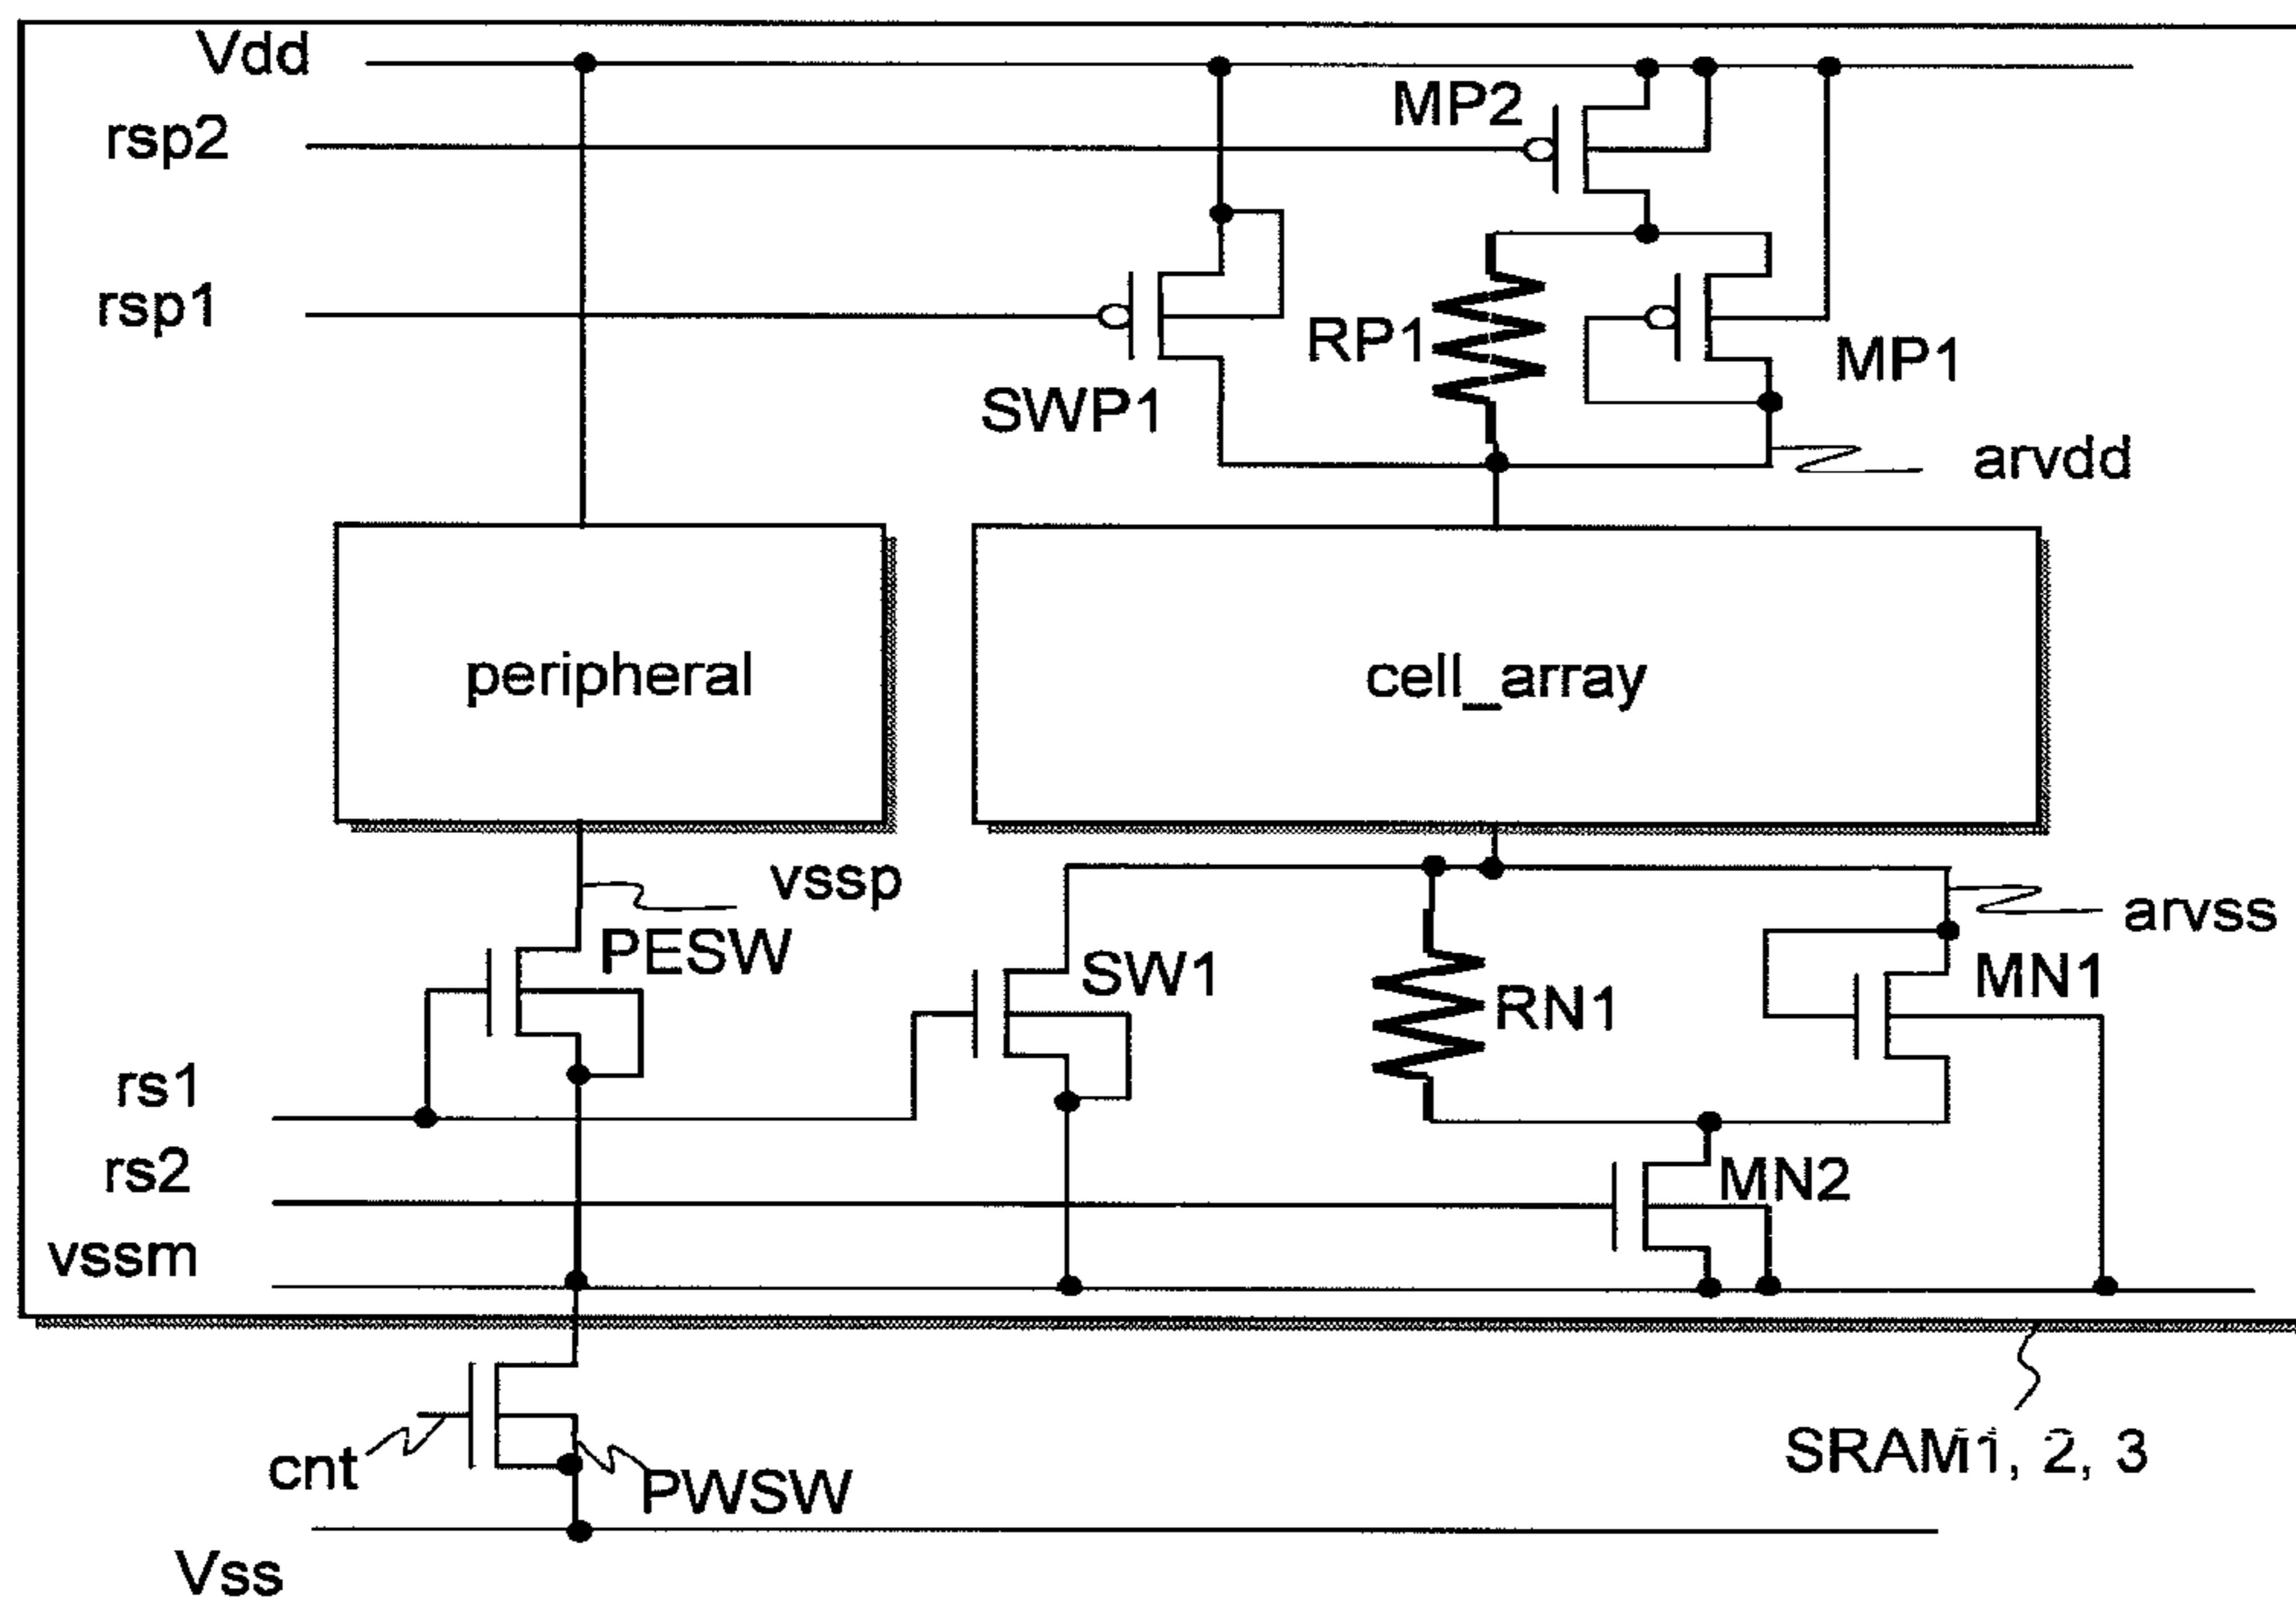 Vdd
MP2
rsp2
rsp1
RP1
MP1
SWP1
arvdd
peripheral
cell_array
vssp
arvss
PESW
SW1
MN1
RN1
rs1
rs2
MN2
vssm
cnt
PWSW
SRAM1, 2, 3
Vss